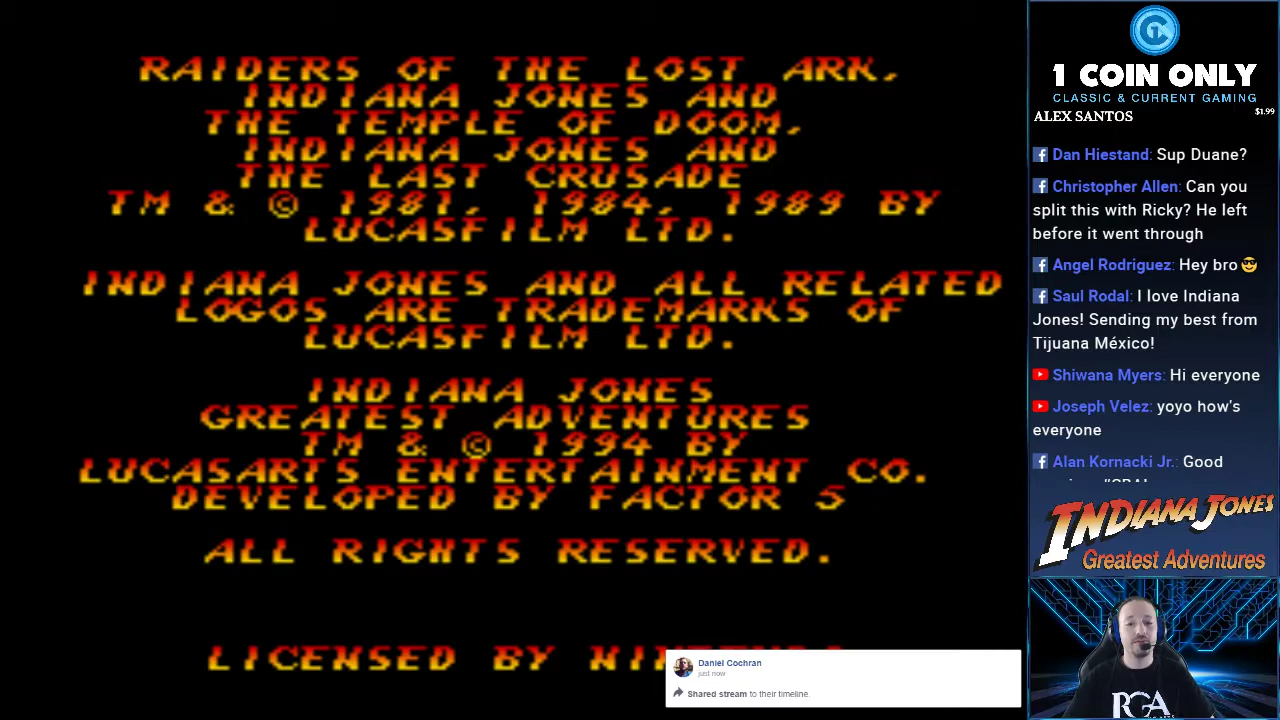 RAIDERS OF THE LOST ARK,
INDIANA JONES AND
THE TEMPLE OF DOOM,
INDIANA JONES AND
THE LAST CRUSADE
TM & © 1981, 1984, 1989 BY
LUCASFILM LTD.
INDIANA JONES AND ALL RELATED
LOGOS ARE TRADEMARKS OF
LUCASFILM LTD.
INDIANA JONES
GREATEST ADVENTURES
TM & © 1994 BY
LUCASARTS ENTERTAINMENT CO.
DEVELOPED BY FACTOR 5
ALL RIGHTS RESERVED.
LICENSED BY
Daniel Cochran
just now
Shared stream to their timeline.
1 COIN ONLY
CLASSIC & CURRENT GAMING
ALEX SANTOS $1.99
Dan Hiestand: Sup Duane?
Christopher Allen: Can you
split this with Ricky? He left
before it went through
Angel Rodriguez: Hey bro 😎
Saul Rodal: I love Indiana
Jones! Sending my best from
Tijuana México!
Shiwana Myers: Hi everyone
Joseph Velez: yoyo how's
everyone
Alan Kornacki Jr.: Good
INDIANA JONES
Greatest Adventures
RGA